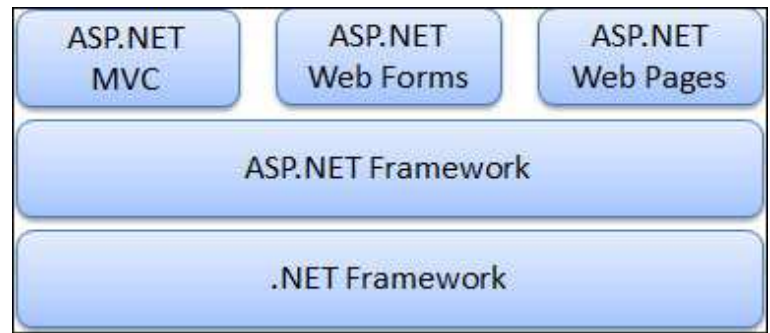 ASP.NET
MVC
ASP.NET
Web Forms
ASP.NET
Web Pages
ASP.NET Framework
.NET Framework